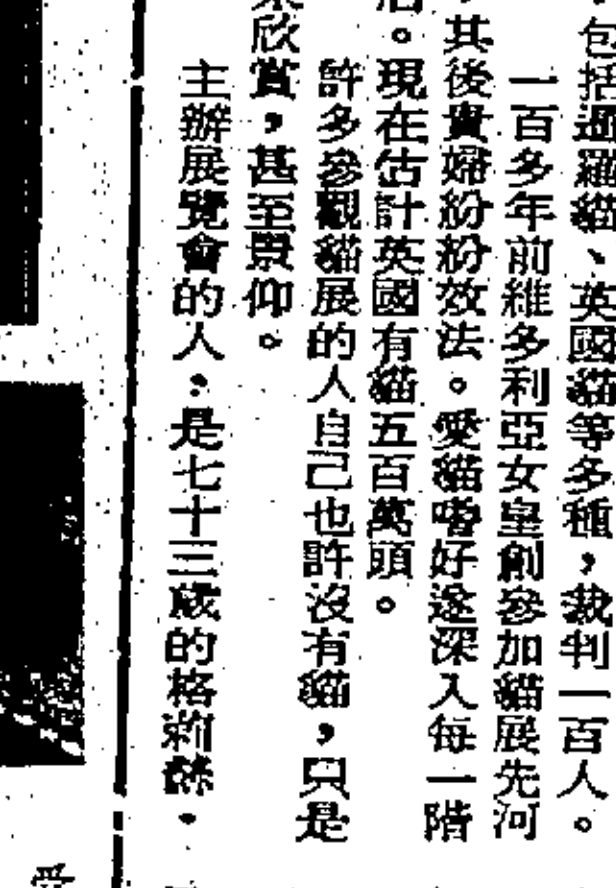 ，包括暹羅貓、英國貓等多種，裁判一百人。
一百多年前維多利亞女皇創參加貓展先河
，其後貴婦紛紛效法。愛貓嗜好遂深入每一階
。現在估計英國有貓五百萬頭。
許多參觀貓展的人自己也許沒有貓，只是
欣賞，甚至景仰。
主辦展覽會的人，是七十三歲的格